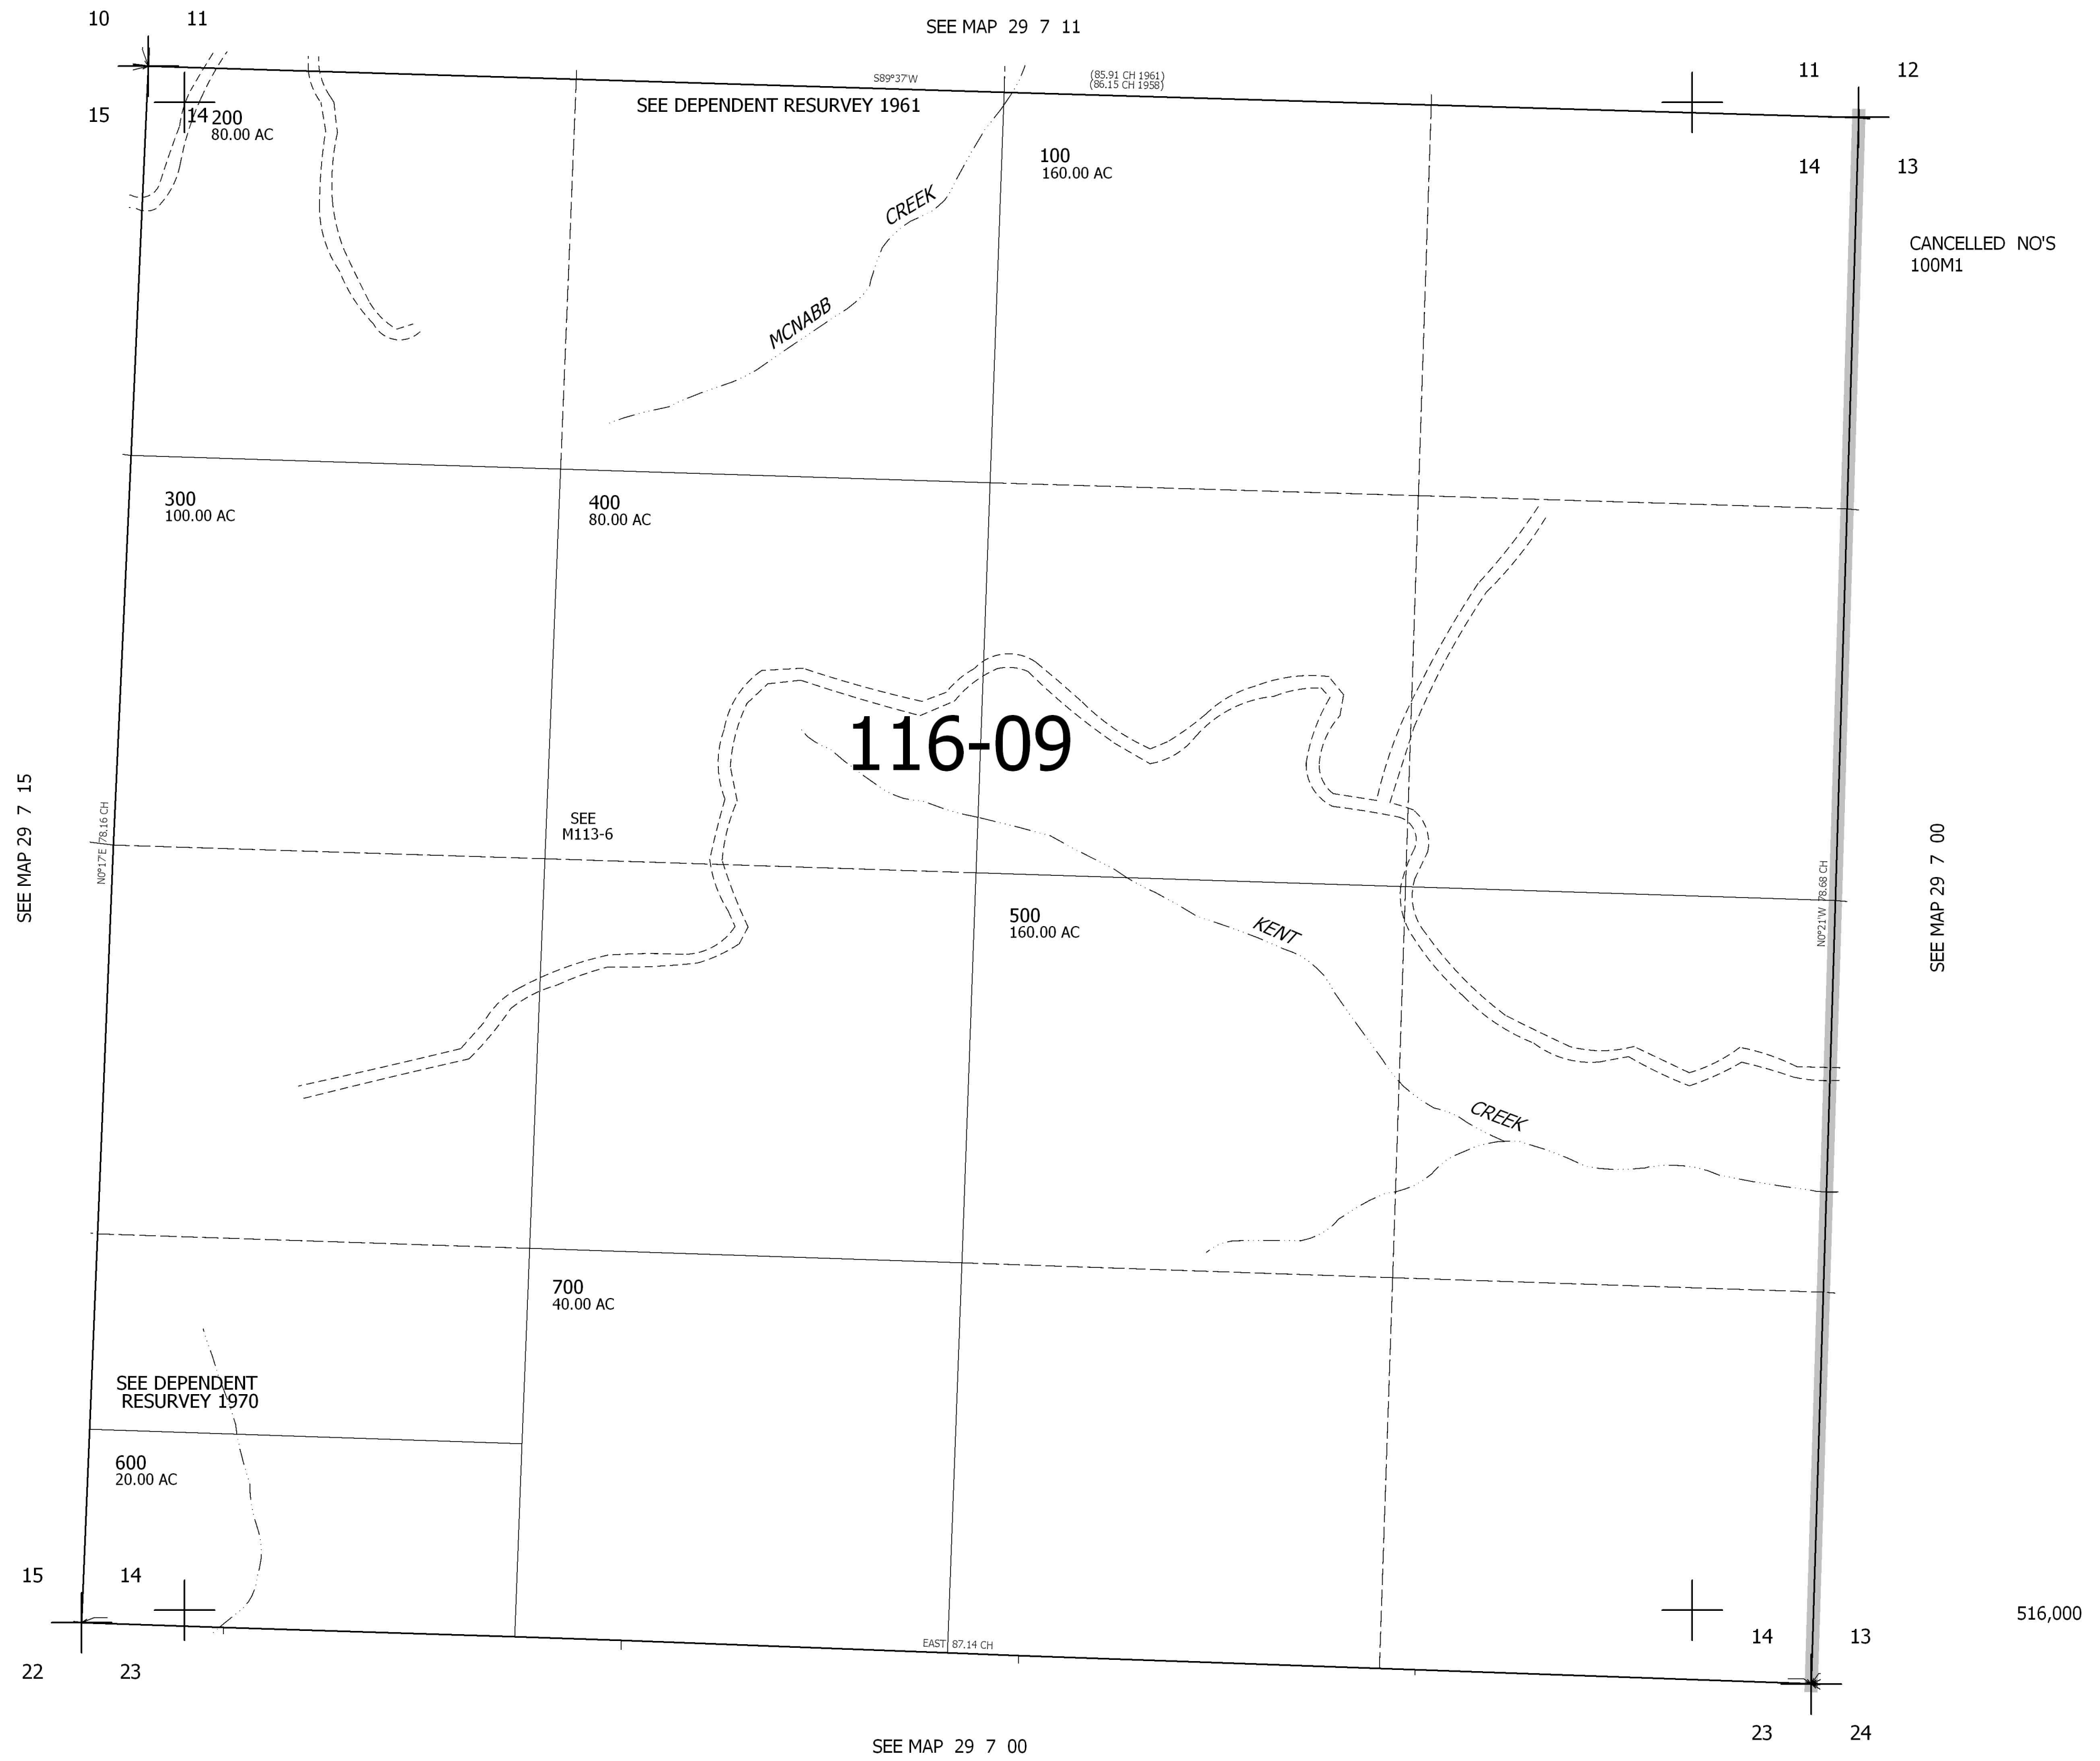 10 11
SEE MAP 29 7 11
S89°37'W
(85.91 CH 1961)
(86.15 CH 1958)
11 12
SEE DEPENDENT RESURVEY 1961
15 14
200
80.00 AC
100
160.00 AC
14 13
CREEK
MCNABB
CANCELLED NO'S
100M1
300
100.00 AC
400
80.00 AC
116-09
SEE MAP 29 7 15
N0°17'E 78.16 CH
SEE
M113-6
500
160.00 AC
KENT
CREEK
N0°21'W 78.68 CH
SEE MAP 29 7 00
700
40.00 AC
SEE DEPENDENT
RESURVEY 1970
600
20.00 AC
15 14
516,000
14 13
EAST 87.14 CH
22 23
23 24
SEE MAP 29 7 00